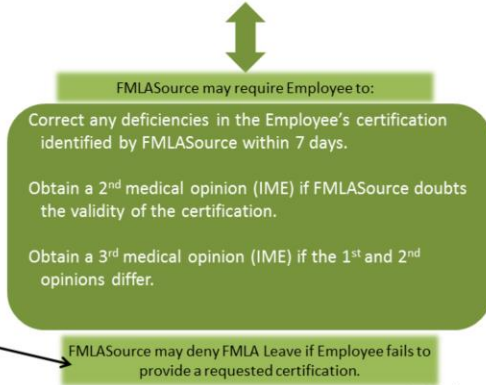 FMLASource may require Employee to:
Correct any deficiencies in the Employee's certification
identified by FMLASource within 7 days.
Obtain a 2nd medical opinion (IME) if FMLASource doubts
the validity of the certification.
Obtain a 3rd medical opinion (IME) if the 1st and 2nd
opinions differ.
FMLASource may deny FMLA Leave if Employee fails to
provide a requested certification.